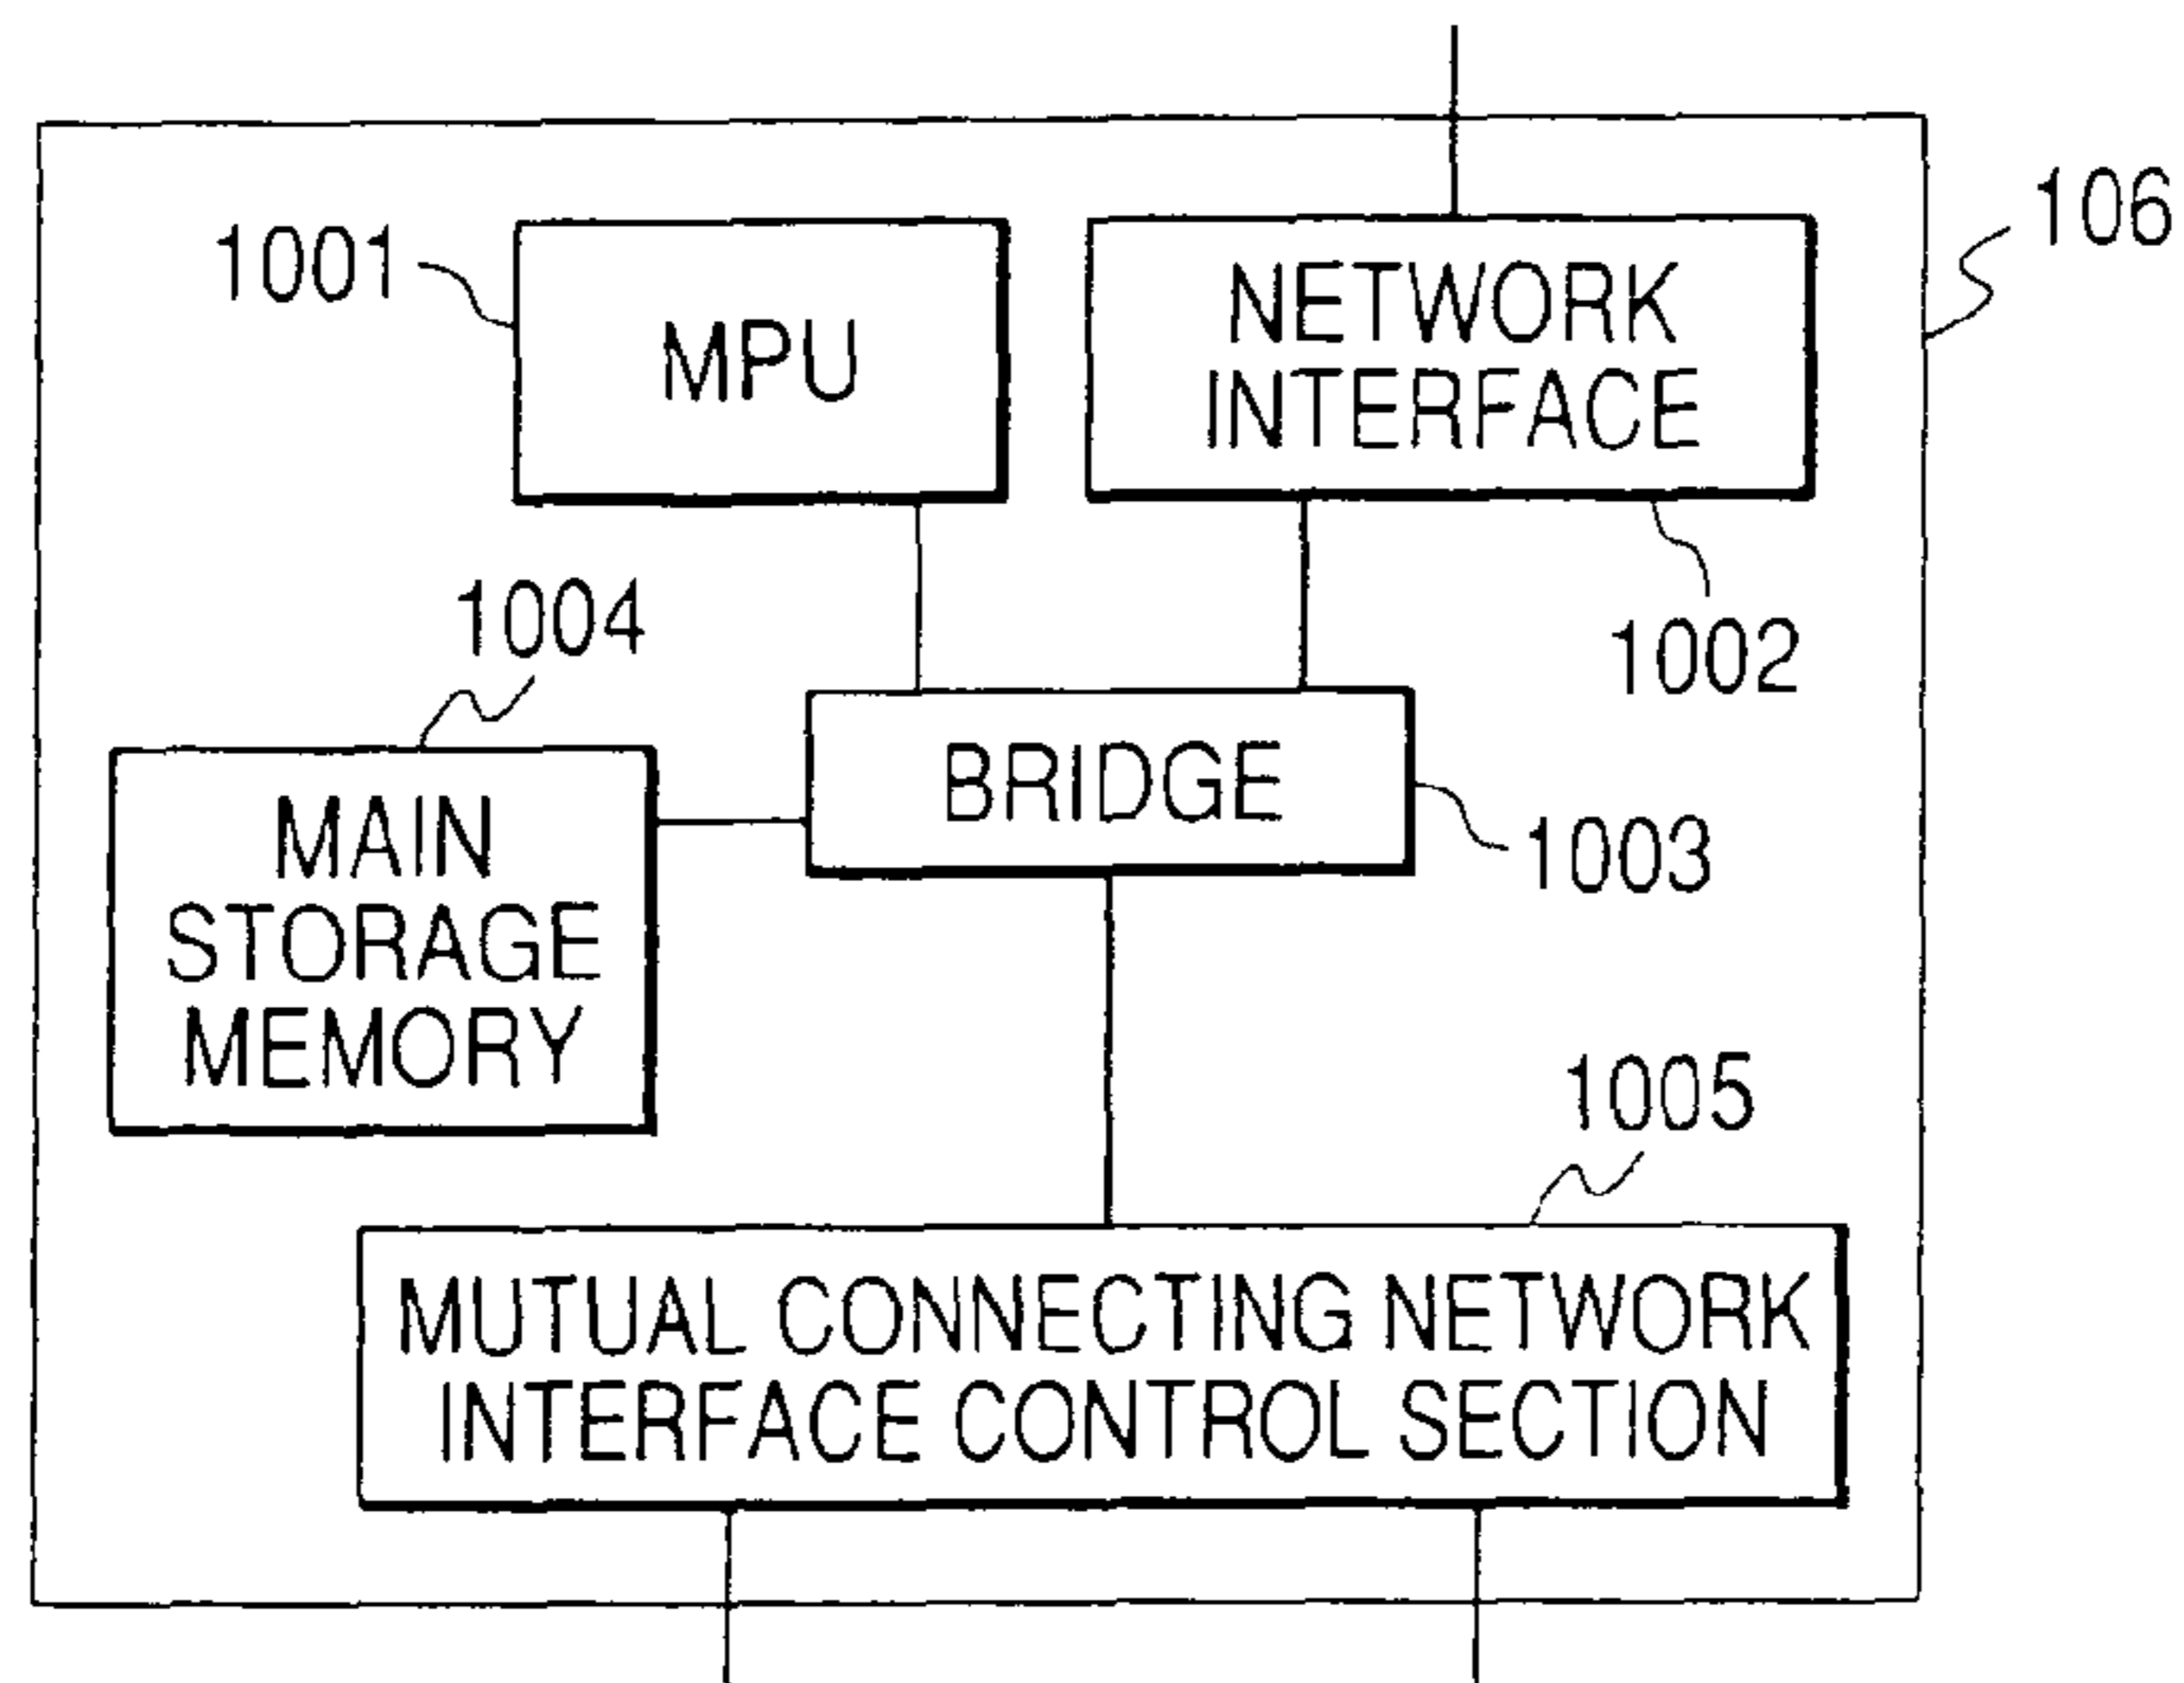 106
1001
MPU
NETWORK
INTERFACE
1002
1004
BRIDGE
1003
MAIN
STORAGE
MEMORY
1005
MUTUAL CONNECTING NETWORK
INTERFACE CONTROL SECTION